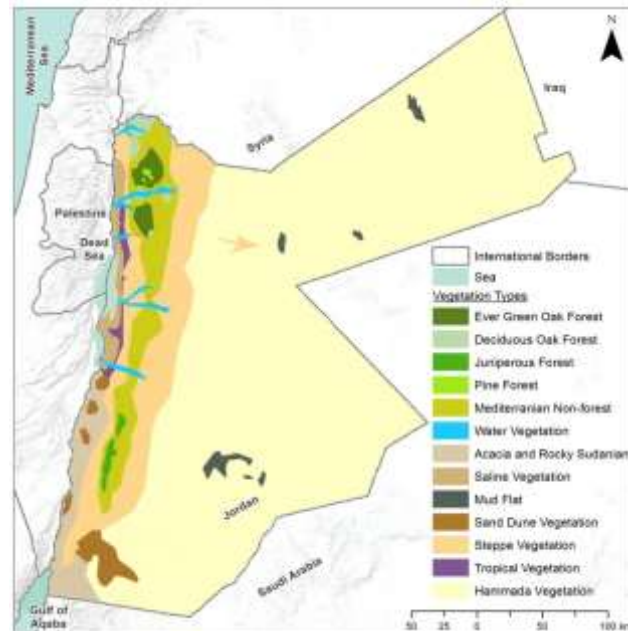 Mediterranean
Sea
N
Iraq
Syria
Palestine
Dead
Sea
International Borders
Sea
Vegetation Types
Ever Green Oak Forest
Deciduous Oak Forest
Juniperous Forest
Pine Forest
Mediterranian Non-forest
Water Vegetation
Acacia and Rocky Sudanian
Saline Vegetation
Mud Flat
Sand Dune Vegetation
Steppe Vegetation
Tropical Vegetation
Hammada Vegetation
Jordan
Saudi Arabia
Gulf of
Aqaba
50 25 0 50 100 km